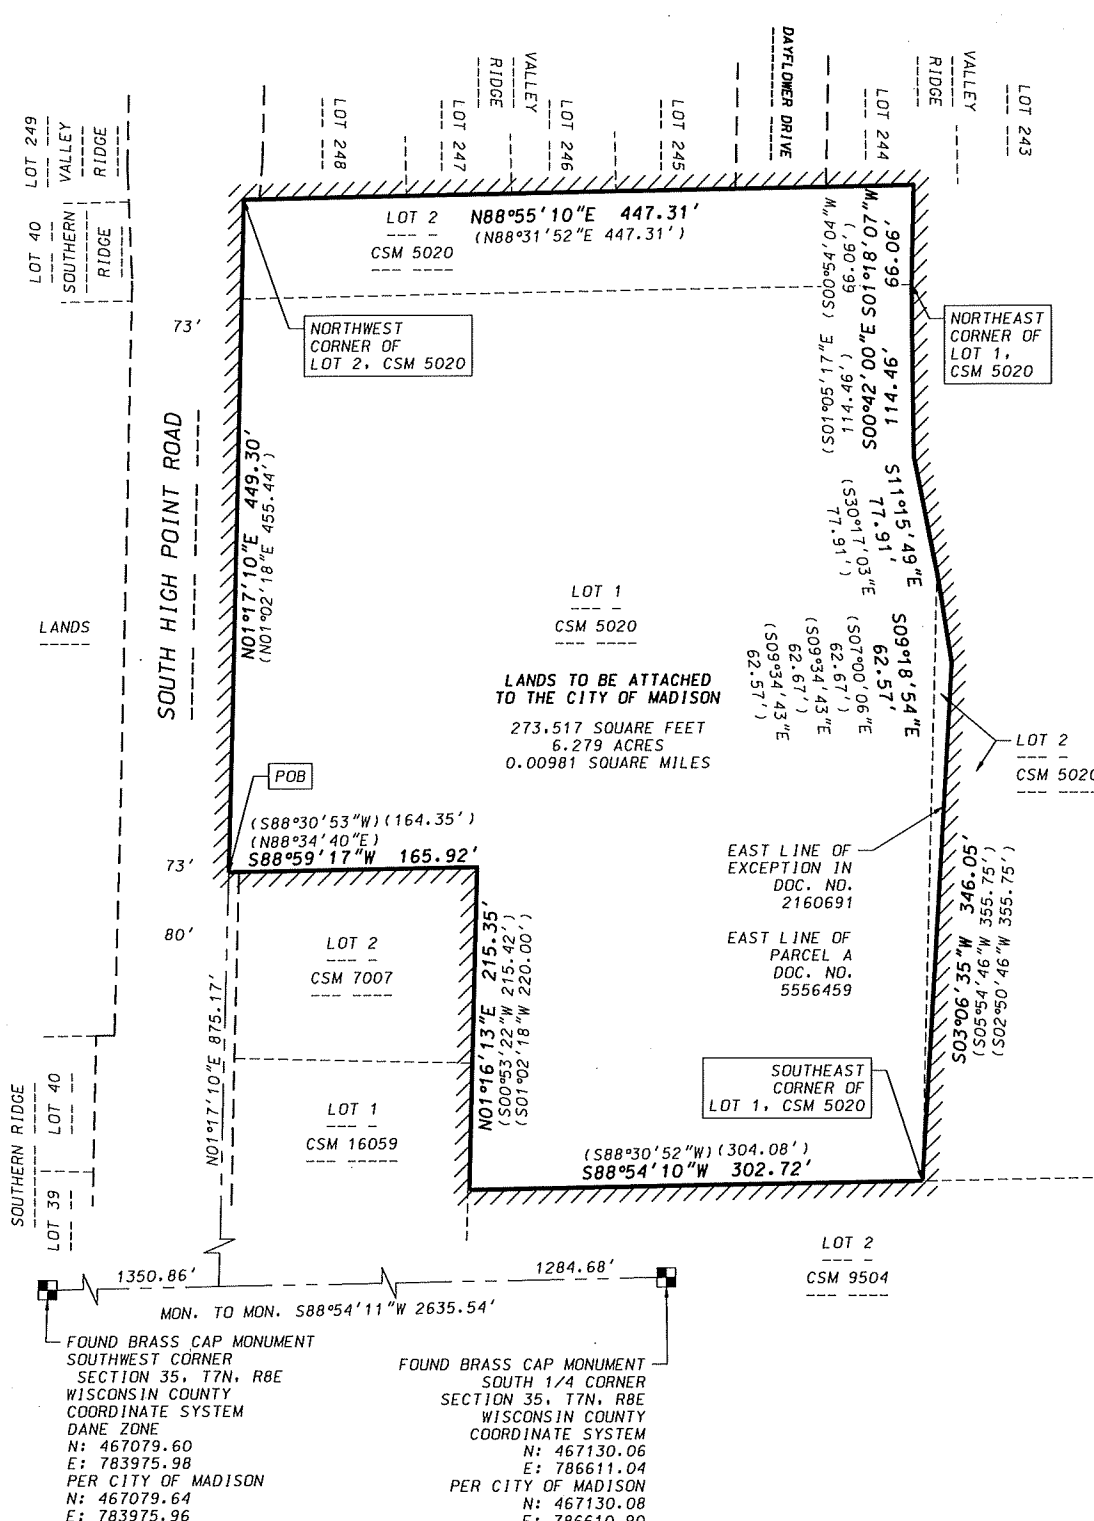 LOT 249
VALLEY
RIDGE
LOT 40
SOUTHERN
RIDGE
LOT 248
LOT 247
RIDGE
VALLEY
LOT 246
LOT 245
DAYFLOWER DRIVE
LOT 244
RIDGE
VALLEY
LOT 243
LOT 2
CSM 5020
N88°55'10"E 447.31'
(N88°31'52"E 447.31')
S01°18'07"W
66.06'
(S00°54'04"W
66.06')
73'
NORTHWEST
CORNER OF
LOT 2, CSM 5020
NORTHEAST
CORNER OF
LOT 1,
CSM 5020
S00°42'00"E
114.46'
(S01°05'17"E
114.46')
SOUTH HIGH POINT ROAD
N01°17'10"E 449.30'
(N01°02'18"E 455.44')
S11°15'49"E
77.91'
(S30°17'03"E
77.91')
LANDS
LOT 1
CSM 5020
LANDS TO BE ATTACHED
TO THE CITY OF MADISON
273,517 SQUARE FEET
6.279 ACRES
0.00981 SQUARE MILES
S09°18'54"E
62.57'
(S07°00'06"E
62.67')
(S09°34'43"E
62.67')
(S09°34'43"E
62.57')
LOT 2
CSM 5020
POB
(S88°30'53"W)(164.35')
(N88°34'40"E)
S88°59'17"W 165.92'
73'
80'
EAST LINE OF
EXCEPTION IN
DOC. NO.
2160691
EAST LINE OF
PARCEL A
DOC. NO.
5556459
S03°06'35"W 346.05'
(S05°54'46"W 355.75')
(S02°50'46"W 355.75')
LOT 2
CSM 7007
N01°16'13"E 215.35'
(S00°53'22"W 215.42')
(S01°02'18"W 220.00')
N01°17'10"E 875.17'
SOUTHERN RIDGE
LOT 40
LOT 39
LOT 1
CSM 16059
SOUTHEAST
CORNER OF
LOT 1, CSM 5020
(S88°30'52"W)(304.08')
S88°54'10"W 302.72'
LOT 2
CSM 9504
1350.86'
1284.68'
MON. TO MON. S88°54'11"W 2635.54'
FOUND BRASS CAP MONUMENT
SOUTHWEST CORNER
SECTION 35, T7N, R8E
WISCONSIN COUNTY
COORDINATE SYSTEM
DANE ZONE
N: 467079.60
E: 783975.98
PER CITY OF MADISON
N: 467079.64
E: 783975.96
FOUND BRASS CAP MONUMENT
SOUTH 1/4 CORNER
SECTION 35, T7N, R8E
WISCONSIN COUNTY
COORDINATE SYSTEM
N: 467130.06
E: 786611.04
PER CITY OF MADISON
N: 467130.08
E: 786610.80